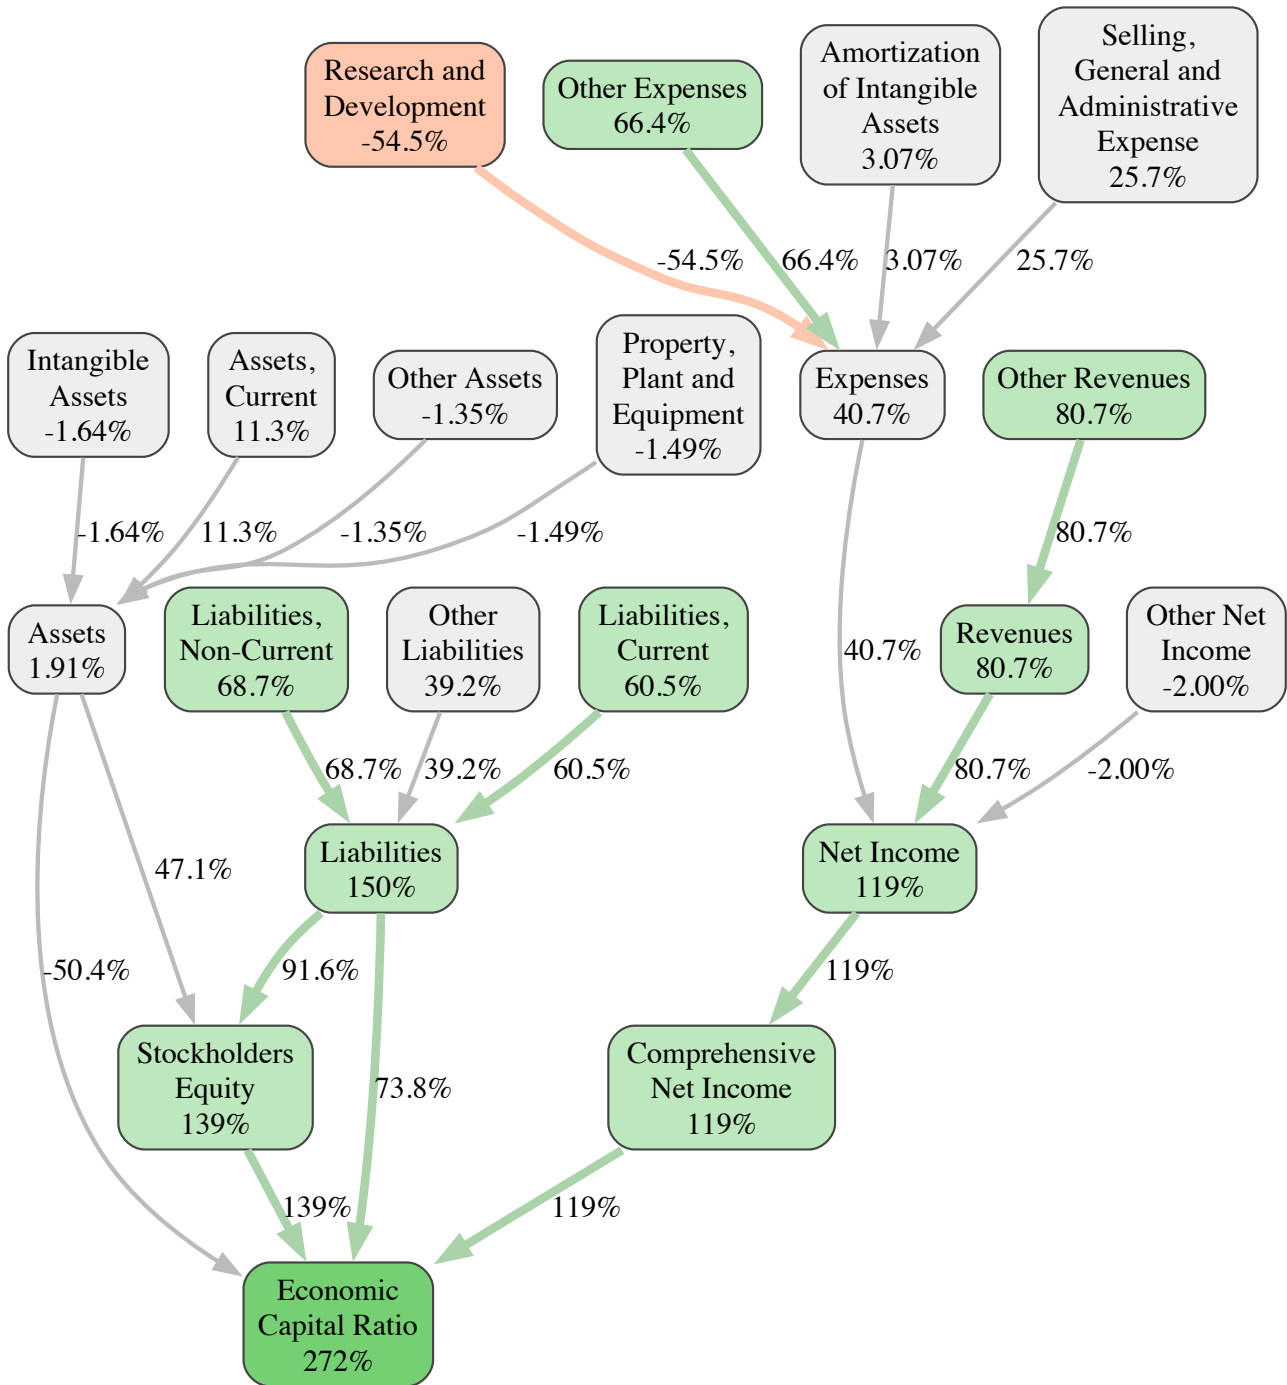 Research and
Development
-54.5%
Other Expenses
66.4%
Amortization
of Intangible
Assets
3.07%
Selling,
General and
Administrative
Expense
25.7%
-54.5%
66.4%
3.07%
25.7%
Intangible
Assets
-1.64%
Assets,
Current
11.3%
Other Assets
-1.35%
Property,
Plant and
Equipment
-1.49%
Expenses
40.7%
Other Revenues
80.7%
-1.64%
11.3%
-1.35%
-1.49%
80.7%
Assets
1.91%
Liabilities,
Non-Current
68.7%
Other
Liabilities
39.2%
Liabilities,
Current
60.5%
40.7%
Revenues
80.7%
Other Net
Income
-2.00%
68.7%
39.2%
60.5%
80.7%
-2.00%
47.1%
Liabilities
150%
Net Income
119%
-50.4%
91.6%
119%
Stockholders
Equity
139%
73.8%
Comprehensive
Net Income
119%
139%
119%
Economic
Capital Ratio
272%